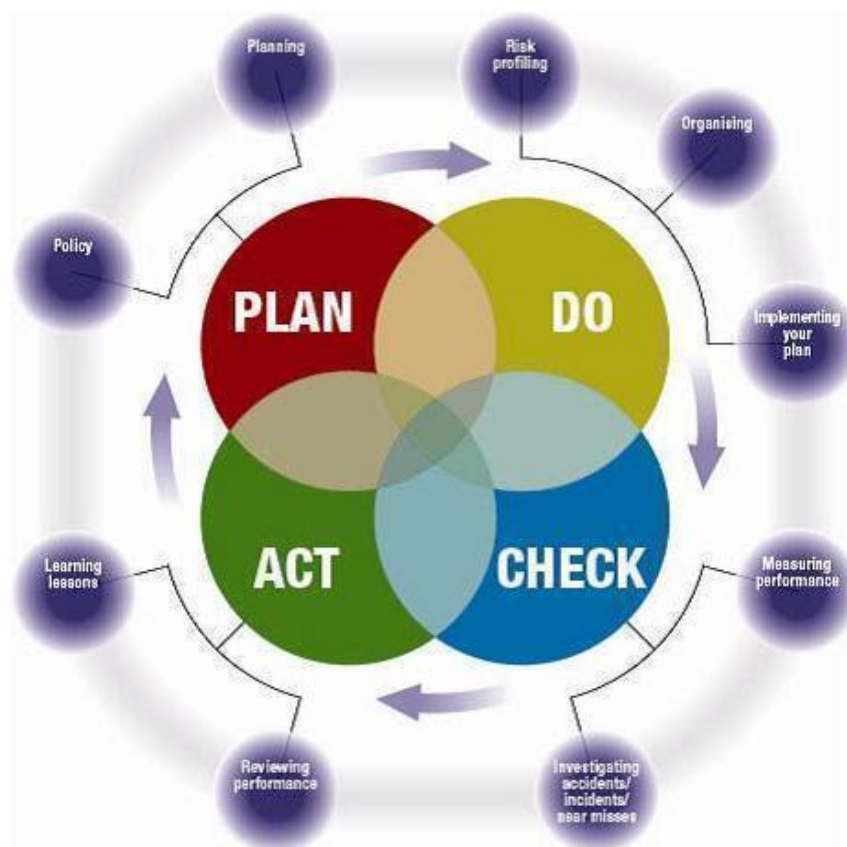 Planning
Risk
profiling
Organising
Policy
PLAN
DO
Implementing
your
plan
ACT
CHECK
Learning
lessons
Measuring
performance
Reviewing
performance
Investigating
accidents/
incidents/
near misses